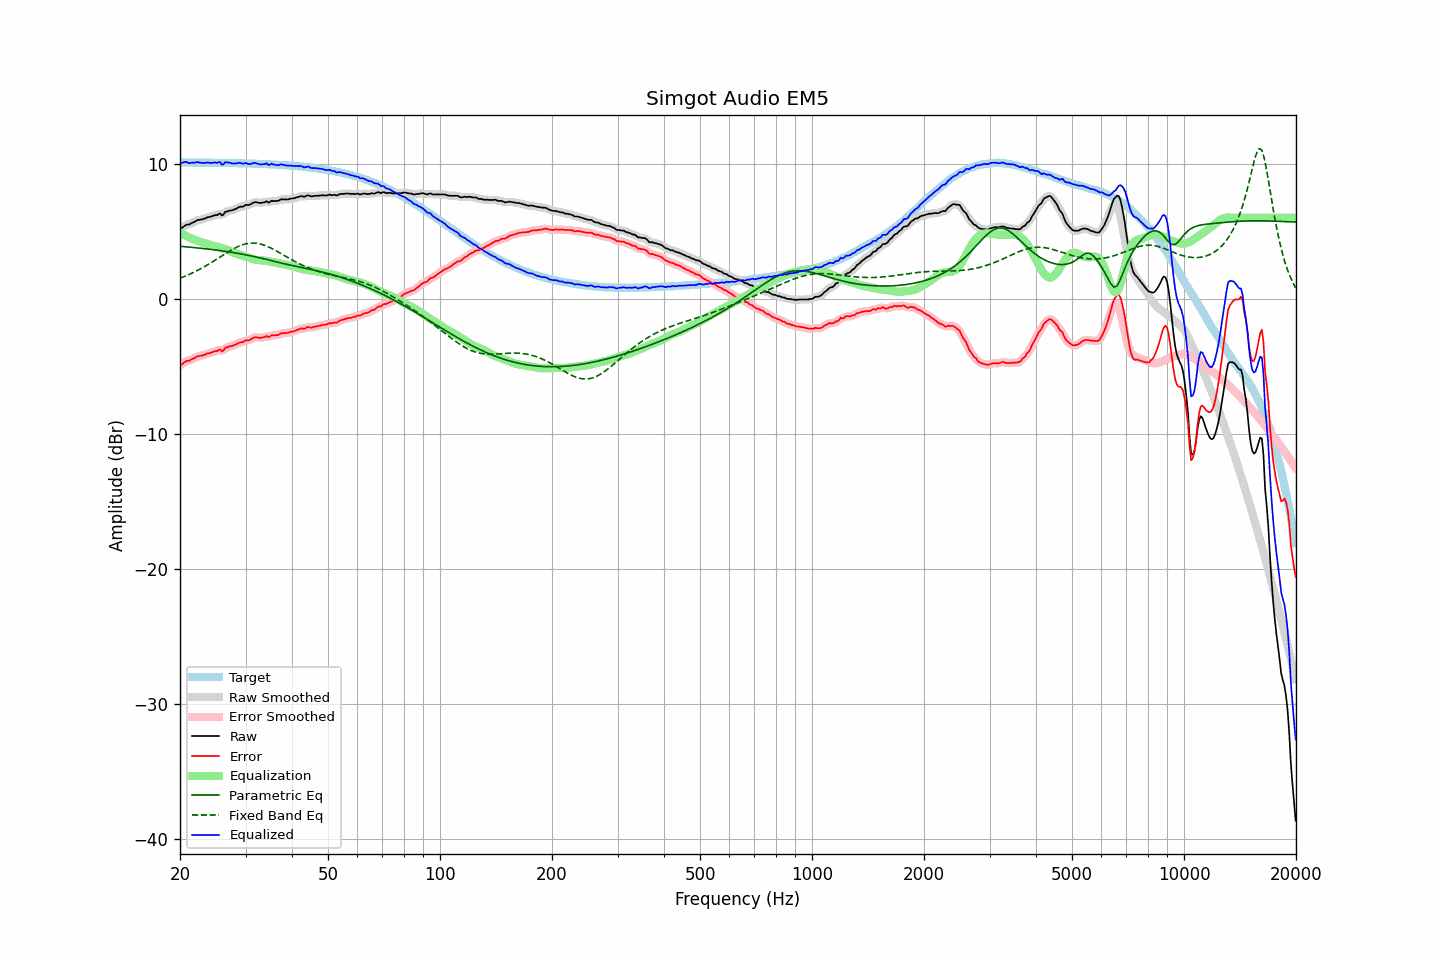 Simgot Audio EM5
Amplitude (dBr)
10
0
−10
−20
−30
−40
Target
Raw Smoothed
Error Smoothed
Raw
Error
Equalization
Parametric Eq
Fixed Band Eq
Equalized
20 50 100 200 500 1000 2000 5000 10000 20000
Frequency (Hz)